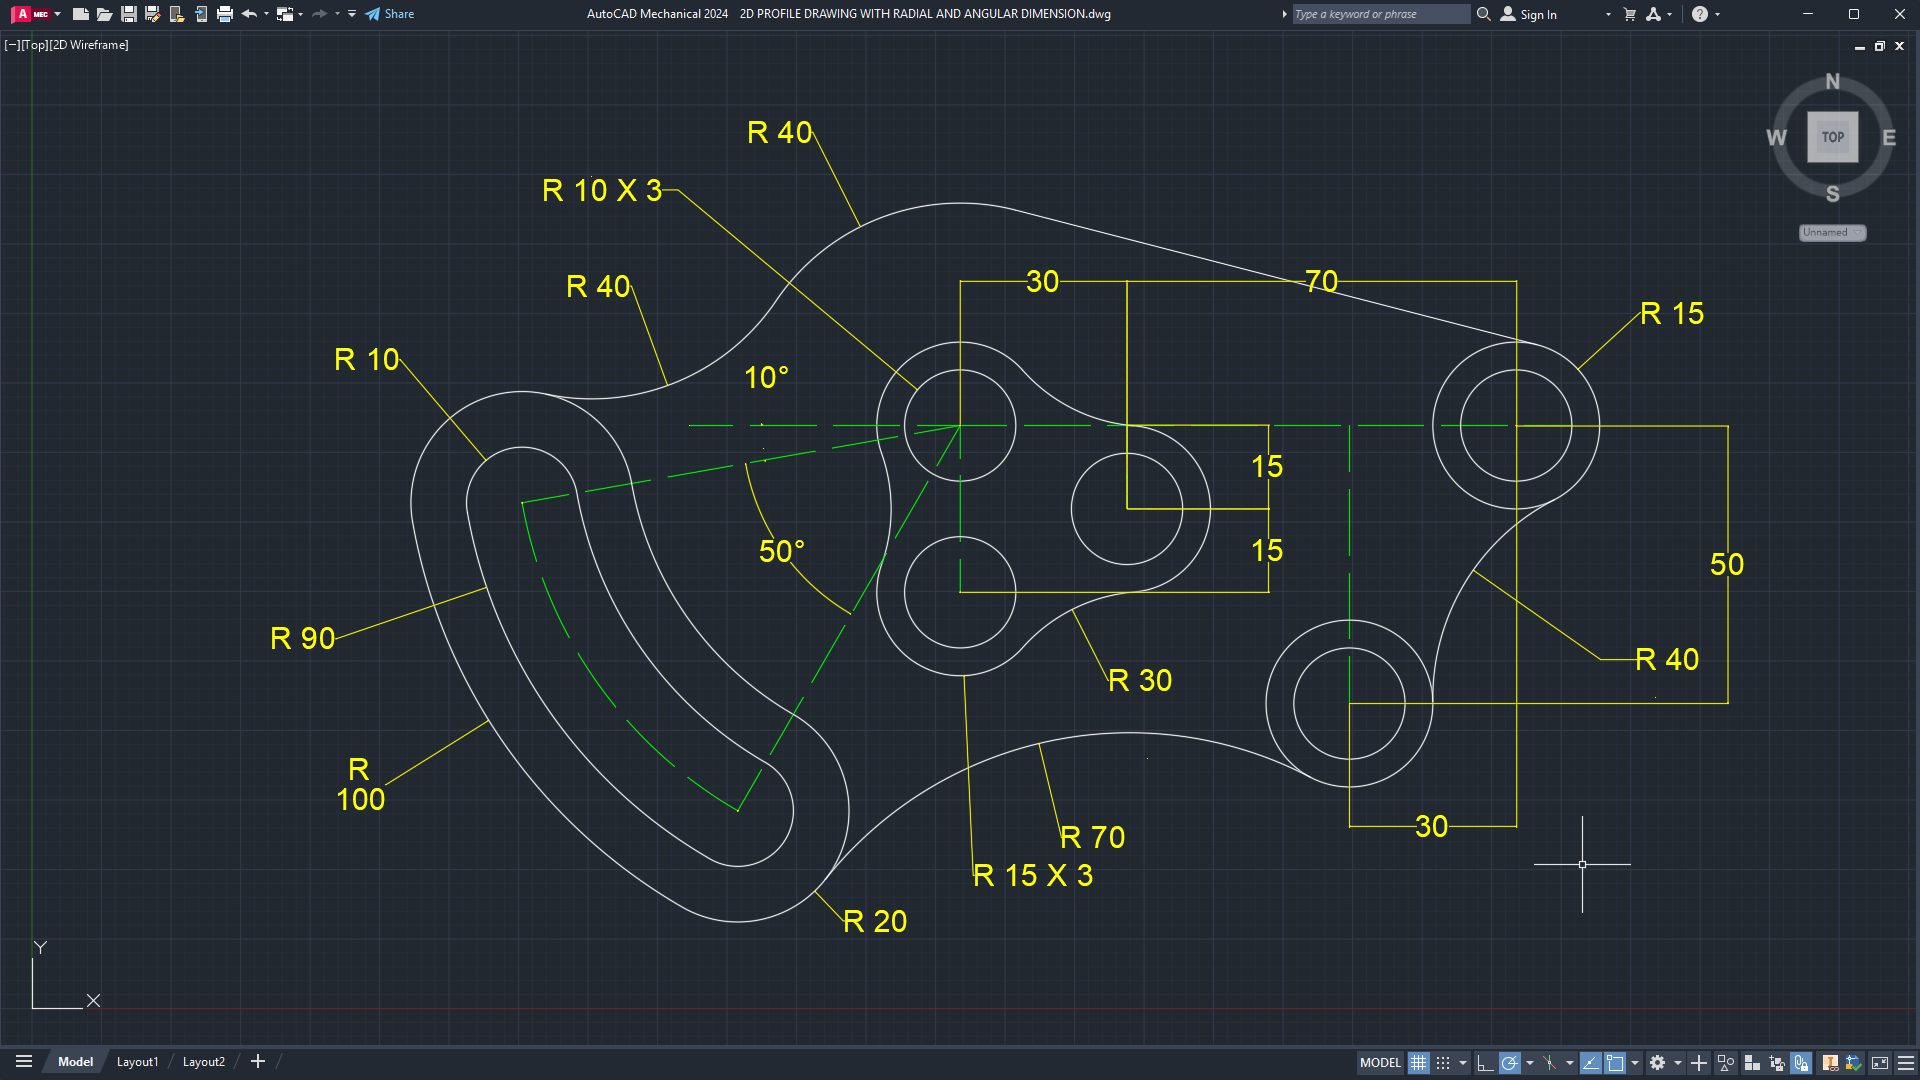 A MEC Share AutoCAD Mechanical 2024 2D PROFILE DRAWING WITH RADIAL AND ANGULAR DIMENSION.dwg Type a keyword or phrase Sign In
[−][Top][2D Wireframe]
N
W TOP E
S
Unnamed
R 40
R 10 X 3
R 40
30
70
R 15
R 10
10°
15
50°
15
50
R 90
R 30
R 40
R
100
30
R 70
R 15 X 3
R 20
Y
X
Model Layout1 Layout2 MODEL